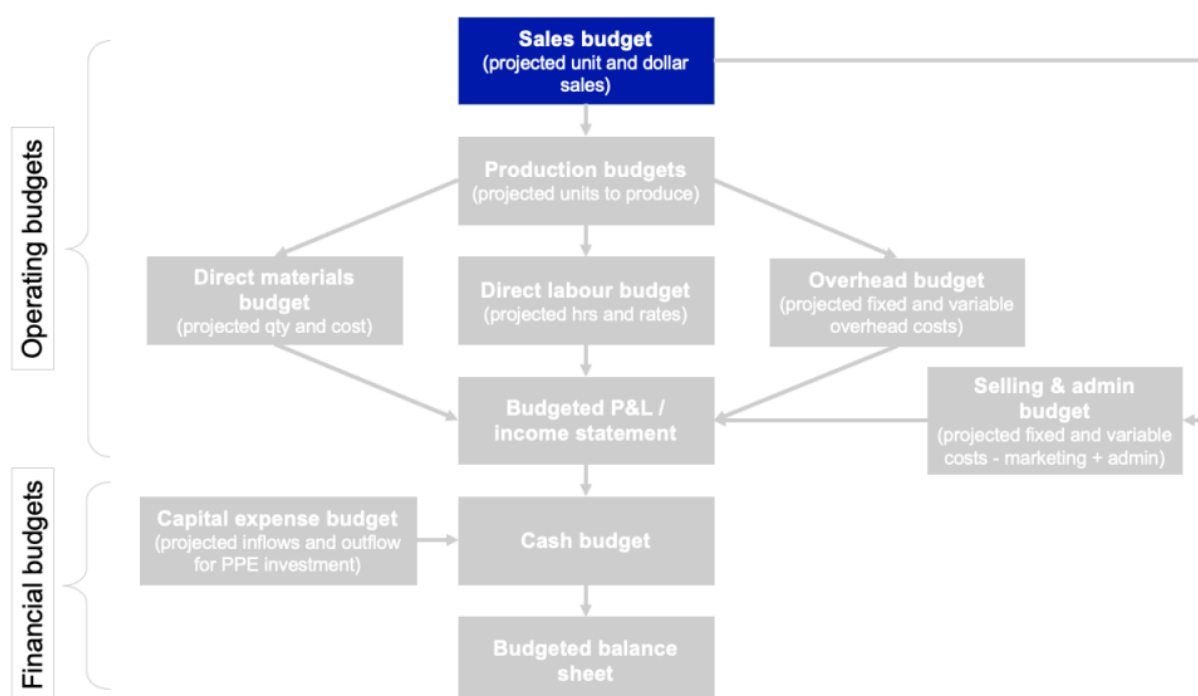 Sales budget
(projected unit and dollar
sales)
Production budgets
(projected units to produce)
Direct materials
budget
(projected qty and cost)
Direct labour budget
(projected hrs and rates)
Overhead budget
(projected fixed and variable
overhead costs)
Budgeted P&L /
income statement
Selling & admin
budget
(projected fixed and variable
costs - marketing + admin)
Operating budgets
Capital expense budget
(projected inflows and outflow
for PPE investment)
Cash budget
Budgeted balance
sheet
Financial budgets